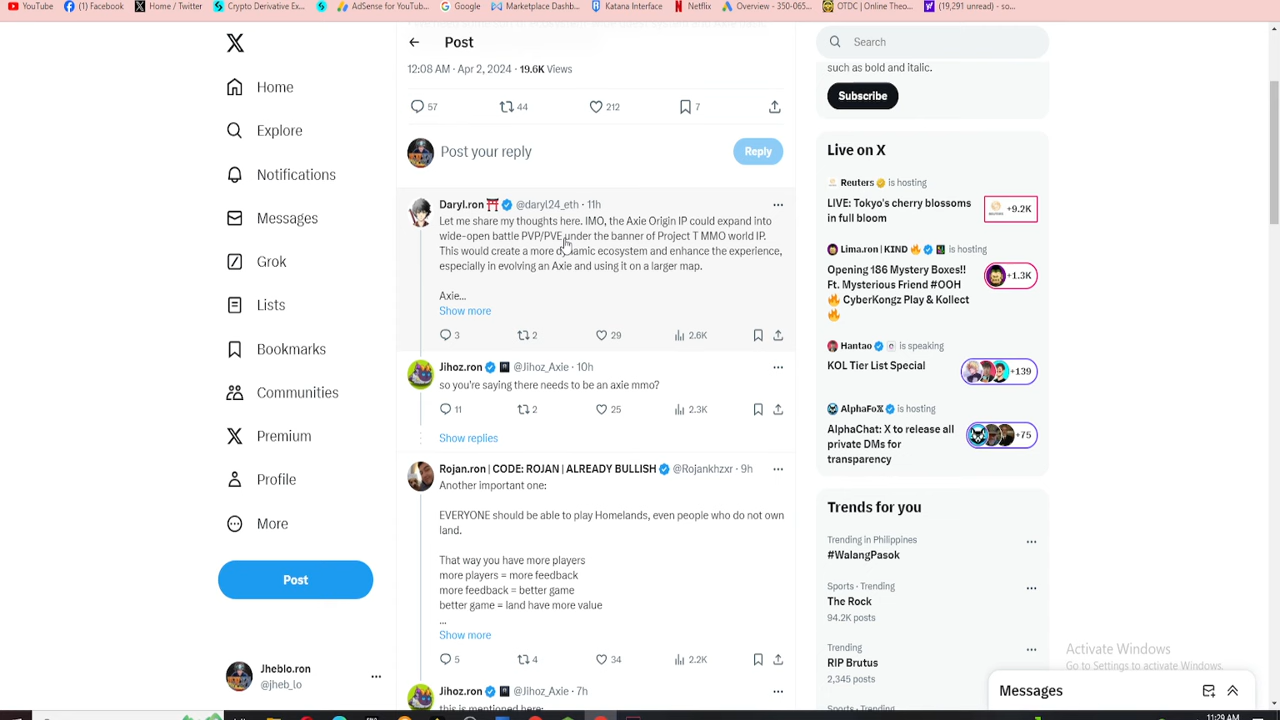 YouTube (1) Facebook Home / Twitter Crypto Derivative Ex... AdSense for YouTub... Google Marketplace Dashb... Katana Interface Netflix Overview - 350-065... OTDC | Online Theo... (19,291 unread) - so...
Home
Explore
Notifications
Messages
Grok
Lists
Bookmarks
Communities
Premium
Profile
More
Post
Jheblo.ron
@jheb_lo
Post
12:08 AM · Apr 2, 2024 · 19.6K Views
57 44 212 7
Post your reply
Reply
Daryl.ron @daryl24_eth · 11h
Let me share my thoughts here. IMO, the Axie Origin IP could expand into
wide-open battle PVP/PVE under the banner of Project T MMO world IP.
This would create a more dynamic ecosystem and enhance the experience,
especially in evolving an Axie and using it on a larger map.
Axie...
Show more
3 2 29 2.6K
Jihoz.ron @Jihoz_Axie · 10h
so you're saying there needs to be an axie mmo?
11 2 25 2.3K
Show replies
Rojan.ron | CODE: ROJAN | ALREADY BULLISH @Rojankhzxr · 9h
Another important one:
EVERYONE should be able to play Homelands, even people who do not own
land.
That way you have more players
more players = more feedback
more feedback = better game
better game = land have more value
...
Show more
5 4 34 2.2K
Jihoz.ron @Jihoz_Axie · 7h
this is mentioned here:
Search
such as bold and italic.
Subscribe
Live on X
Reuters is hosting
LIVE: Tokyo's cherry blossoms
in full bloom
+9.2K
Lima.ron | KIND is hosting
Opening 186 Mystery Boxes!!
Ft. Mysterious Friend #OOH
CyberKongz Play & Kollect
+1.3K
Hantao is speaking
KOL Tier List Special
+139
AlphaFoX is hosting
AlphaChat: X to release all
private DMs for
transparency
+75
Trends for you
Trending in Philippines
#WalangPasok
Sports · Trending
The Rock
94.2K posts
Trending
RIP Brutus
2,345 posts
Sports · Trending
Activate Windows
Go to Settings to activate Windows.
Messages
11:29 AM